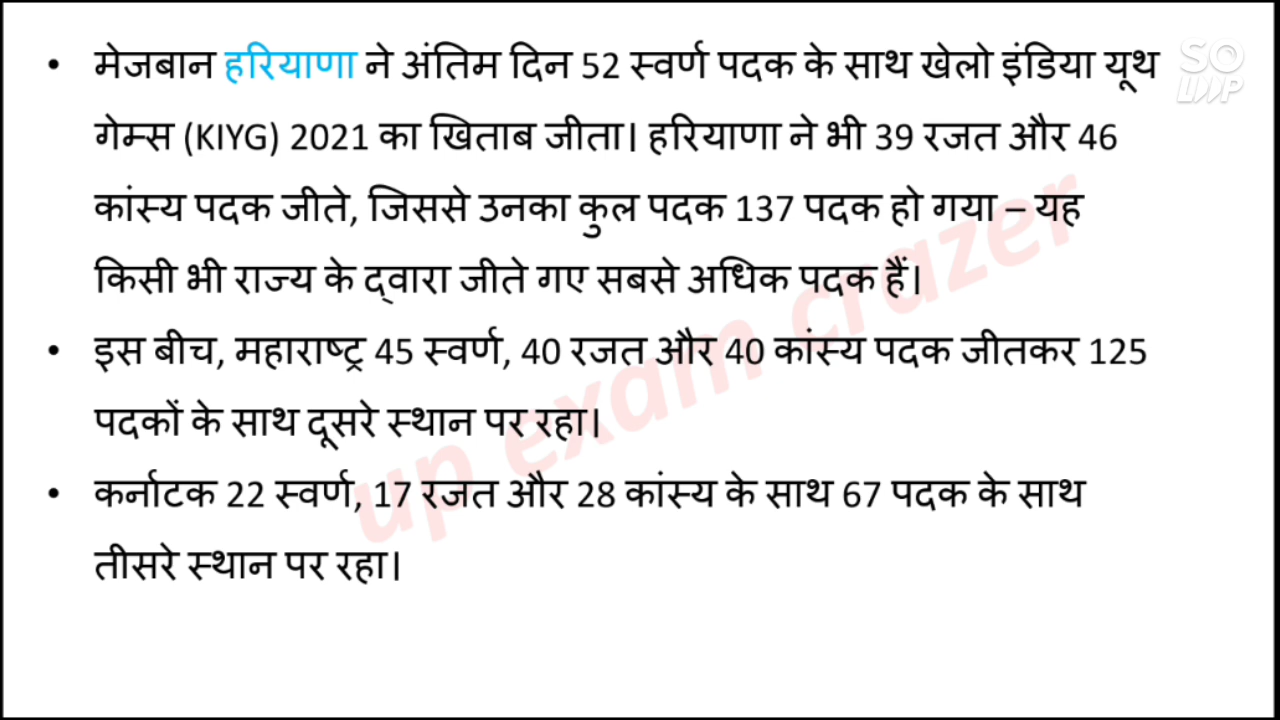 • मेजबान हरियाणा ने अंतिम दिन 52 स्वर्ण पदक के साथ खेलो इंडिया यूथ
गेम्स (KIYG) 2021 का खिताब जीता। हरियाणा ने भी 39 रजत और 46
कांस्य पदक जीते, जिससे उनका कुल पदक 137 पदक हो गया – यह
किसी भी राज्य के द्वारा जीते गए सबसे अधिक पदक हैं।
• इस बीच, महाराष्ट्र 45 स्वर्ण, 40 रजत और 40 कांस्य पदक जीतकर 125
पदकों के साथ दूसरे स्थान पर रहा।
• कर्नाटक 22 स्वर्ण, 17 रजत और 28 कांस्य के साथ 67 पदक के साथ
तीसरे स्थान पर रहा।
up exam crazer